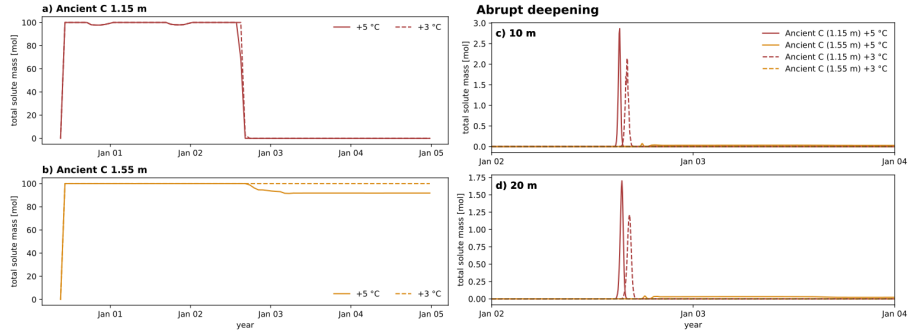 a) Ancient C 1.15 m
total solute mass [mol]
100
80
60
40
20
0
+5 °C
+3 °C
Jan 01
Jan 02
Jan 03
Jan 04
Jan 05
b) Ancient C 1.55 m
total solute mass [mol]
100
80
60
40
20
0
+5 °C
+3 °C
Jan 01
Jan 02
Jan 03
Jan 04
Jan 05
year
Abrupt deepening
c) 10 m
total solute mass [mol]
3.0
2.5
2.0
1.5
1.0
0.5
0.0
Ancient C (1.15 m) +5 °C
Ancient C (1.55 m) +5 °C
Ancient C (1.15 m) +3 °C
Ancient C (1.55 m) +3 °C
Jan 02
Jan 03
Jan 04
d) 20 m
total solute mass [mol]
1.75
1.50
1.25
1.00
0.75
0.50
0.25
0.00
Jan 02
Jan 03
Jan 04
year